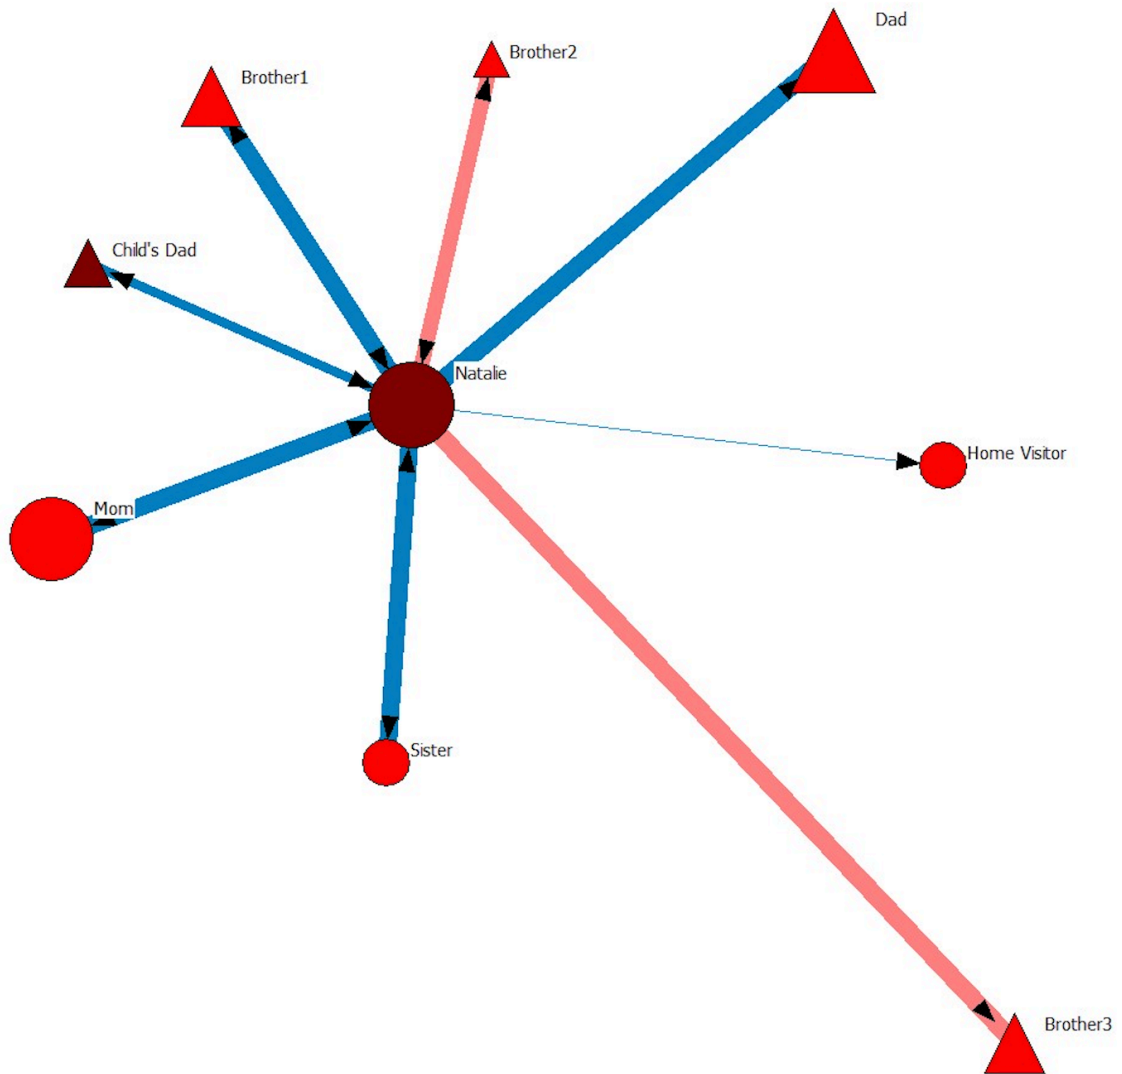 Dad
Brother2
Brother1
Child's Dad
Natalie
Home Visitor
Mom
Sister
Brother3